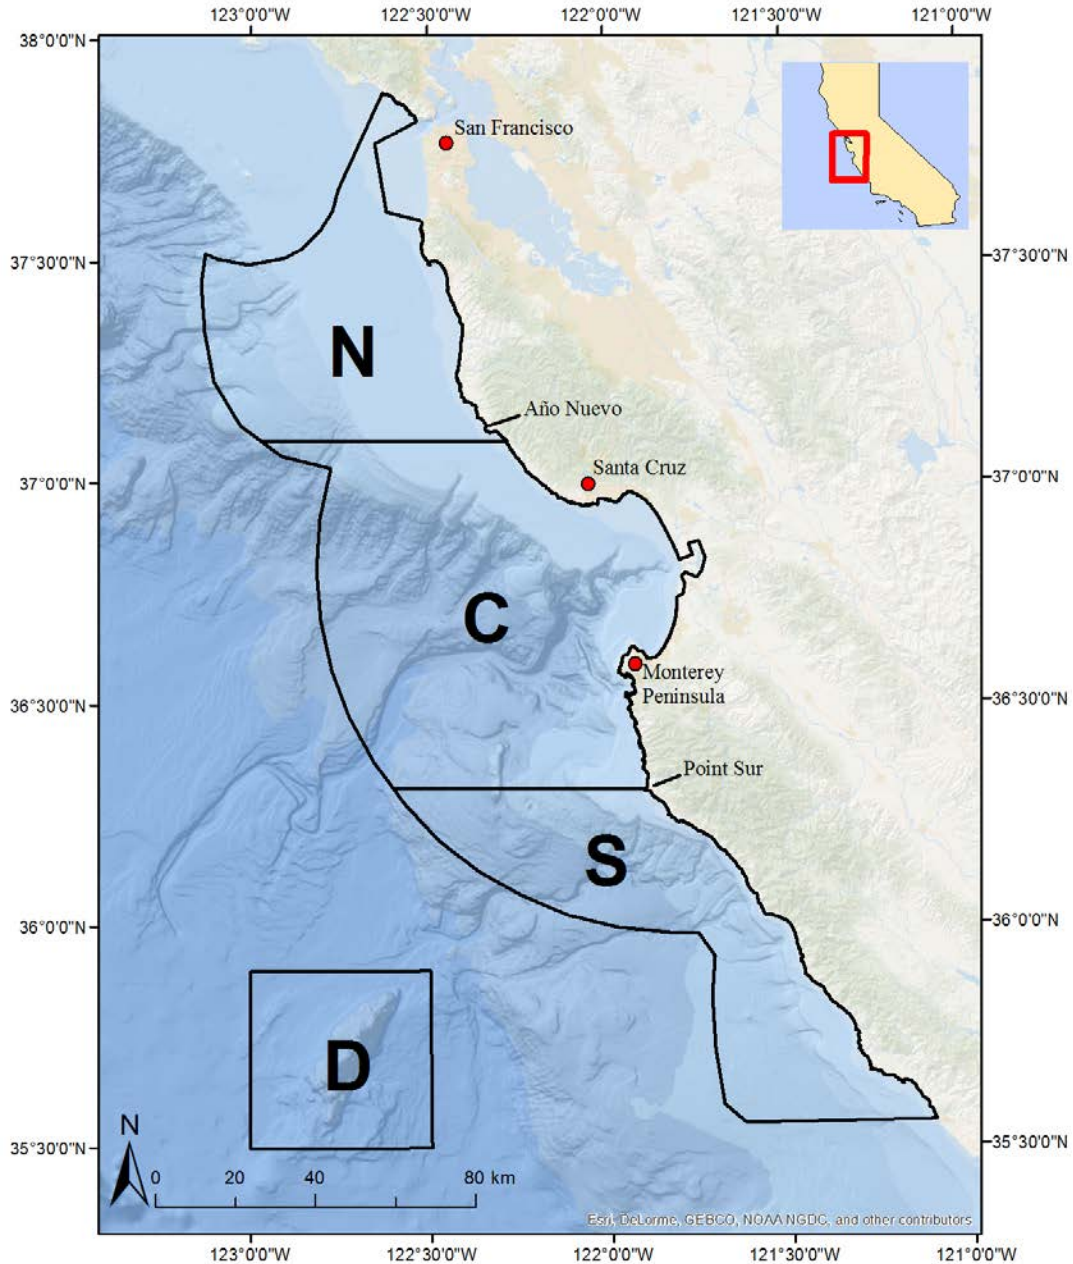 123°0'0"W 122°30'0"W 122°0'0"W 121°30'0"W 121°0'0"W
38°0'0"N
San Francisco
37°30'0"N 37°30'0"N
N
Año Nuevo
Santa Cruz
37°0'0"N 37°0'0"N
C
Monterey
Peninsula
36°30'0"N 36°30'0"N
Point Sur
S
36°0'0"N 36°0'0"N
D
N
35°30'0"N 35°30'0"N
0 20 40 80 km
Esri, DeLorme, GEBCO, NOAA NGDC, and other contributors
123°0'0"W 122°30'0"W 122°0'0"W 121°30'0"W 121°0'0"W